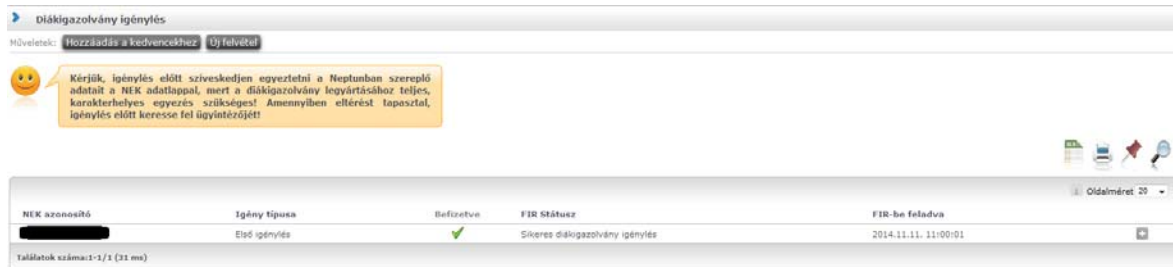 Diákigazolvány igénylés
Műveletek: Hozzáadás a kedvencekhez Új felvétel
Kérjük, igénylés előtt szíveskedjen egyeztetni a Neptunban szereplő
adatait a NEK adatlappal, mert a diákigazolvány legyártásához teljes,
karakterhelyes egyezés szükséges! Amennyiben eltérést tapasztal,
igénylés előtt keresse fel ügyintézőjét!
1 Oldalméret 20
NEK azonosító Igény típusa Befizetve FIR Státusz FIR-be feladva
Első igénylés Sikeres diákigazolvány igénylés 2014.11.11. 11:00:01
Találatok száma:1-1/1 (31 ms)